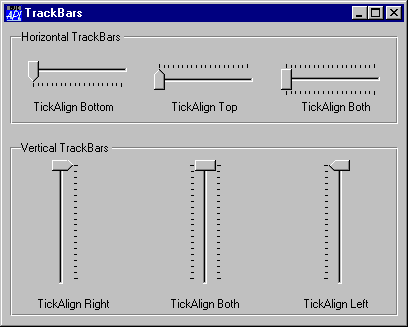 TrackBars
Horizontal TrackBars
TickAlign Bottom
TickAlign Top
TickAlign Both
Vertical TrackBars
TickAlign Right
TickAlign Both
TickAlign Left